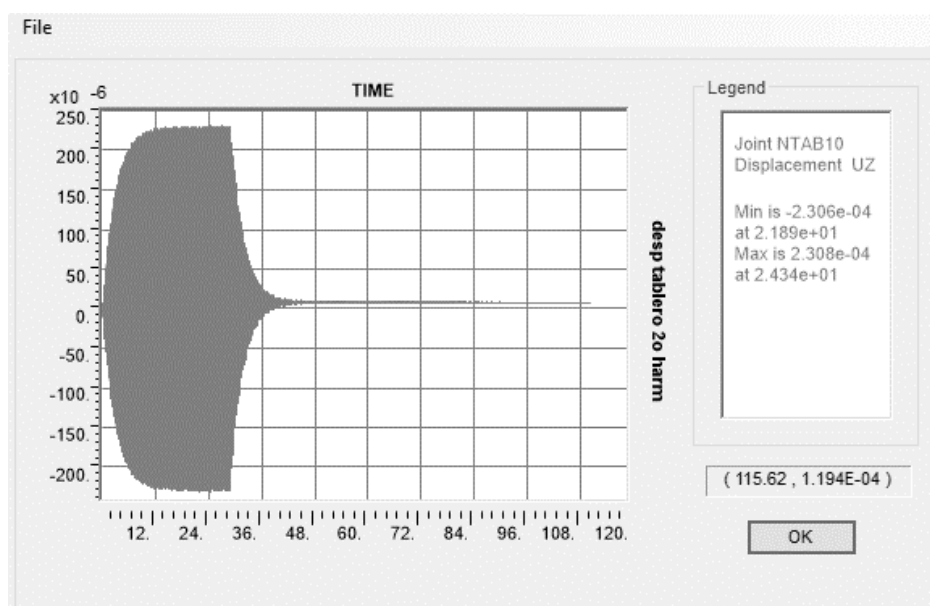 File
x10 -6
TIME
250.
200.
150.
100.
50.
0.
-50.
-100.
-150.
-200.
12. 24. 36. 48. 60. 72. 84. 96. 108. 120.
desp tablero 2o harm
Legend
Joint NTAB10
Displacement UZ
Min is -2.306e-04
at 2.189e+01
Max is 2.308e-04
at 2.434e+01
( 115.62 , 1.194E-04 )
OK